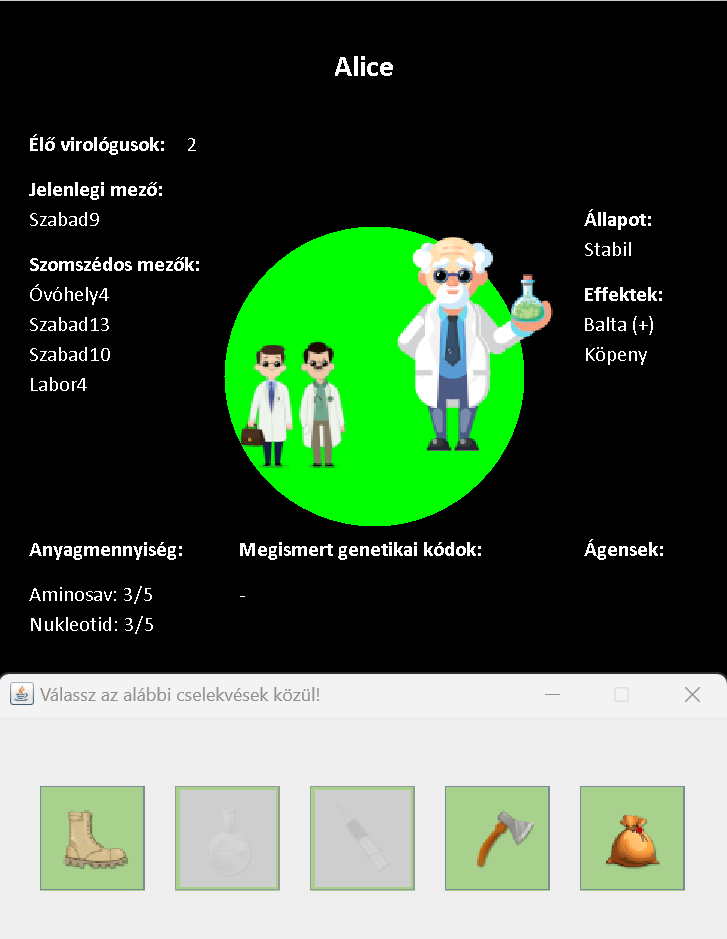 Alice
Élő virológusok: 2
Jelenlegi mező:
Szabad9
Szomszédos mezők:
Óvóhely4
Szabad13
Szabad10
Labor4
Állapot:
Stabil
Effektek:
Balta (+)
Köpeny
Anyagmennyiség:
Aminosav: 3/5
Nukleotid: 3/5
Megismert genetikai kódok:
-
Ágensek:
Válassz az alábbi cselekvések közül!